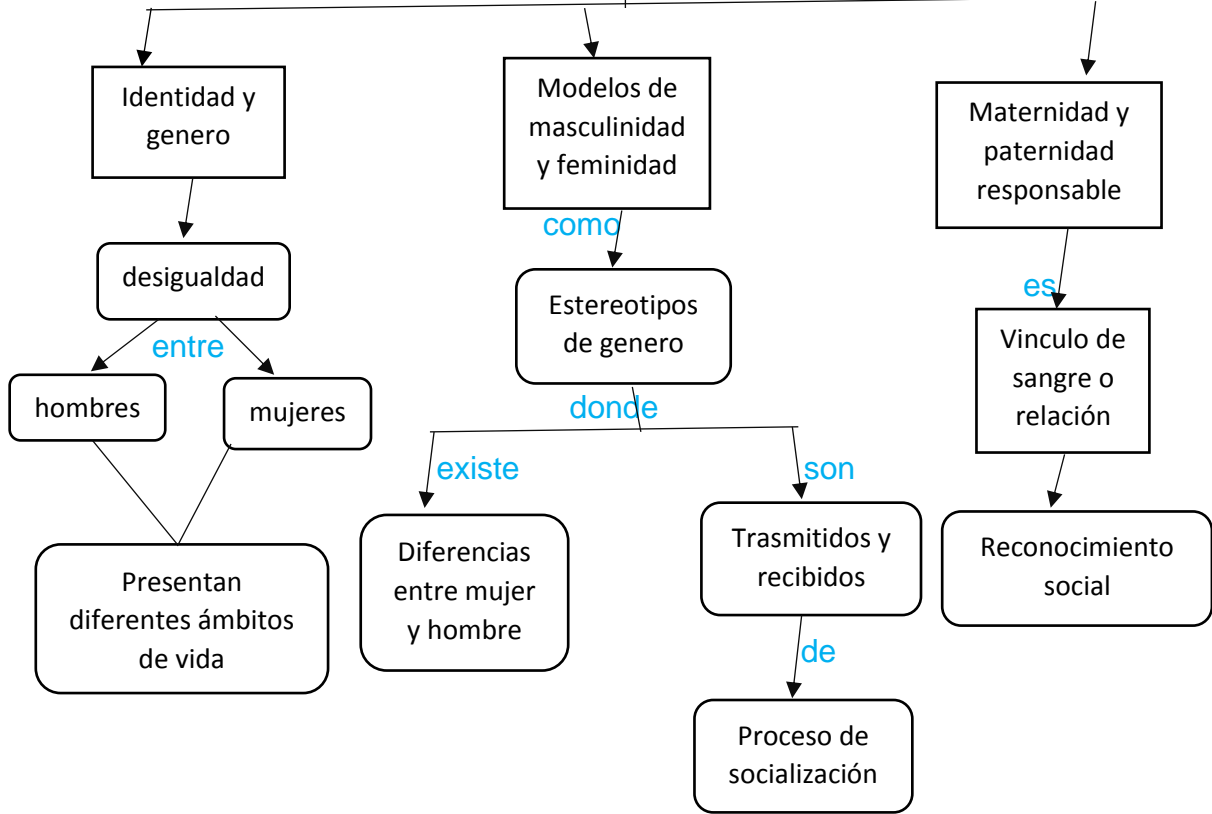 Identidad y
genero
Modelos de
masculinidad
y feminidad
Maternidad y
paternidad
responsable
como
desigualdad
Estereotipos
de genero
es
entre
Vinculo de
sangre o
relación
hombres
mujeres
donde
existe
son
Presentan
diferentes ámbitos
de vida
Diferencias
entre mujer
y hombre
Trasmitidos y
recibidos
Reconocimiento
social
de
Proceso de
socialización